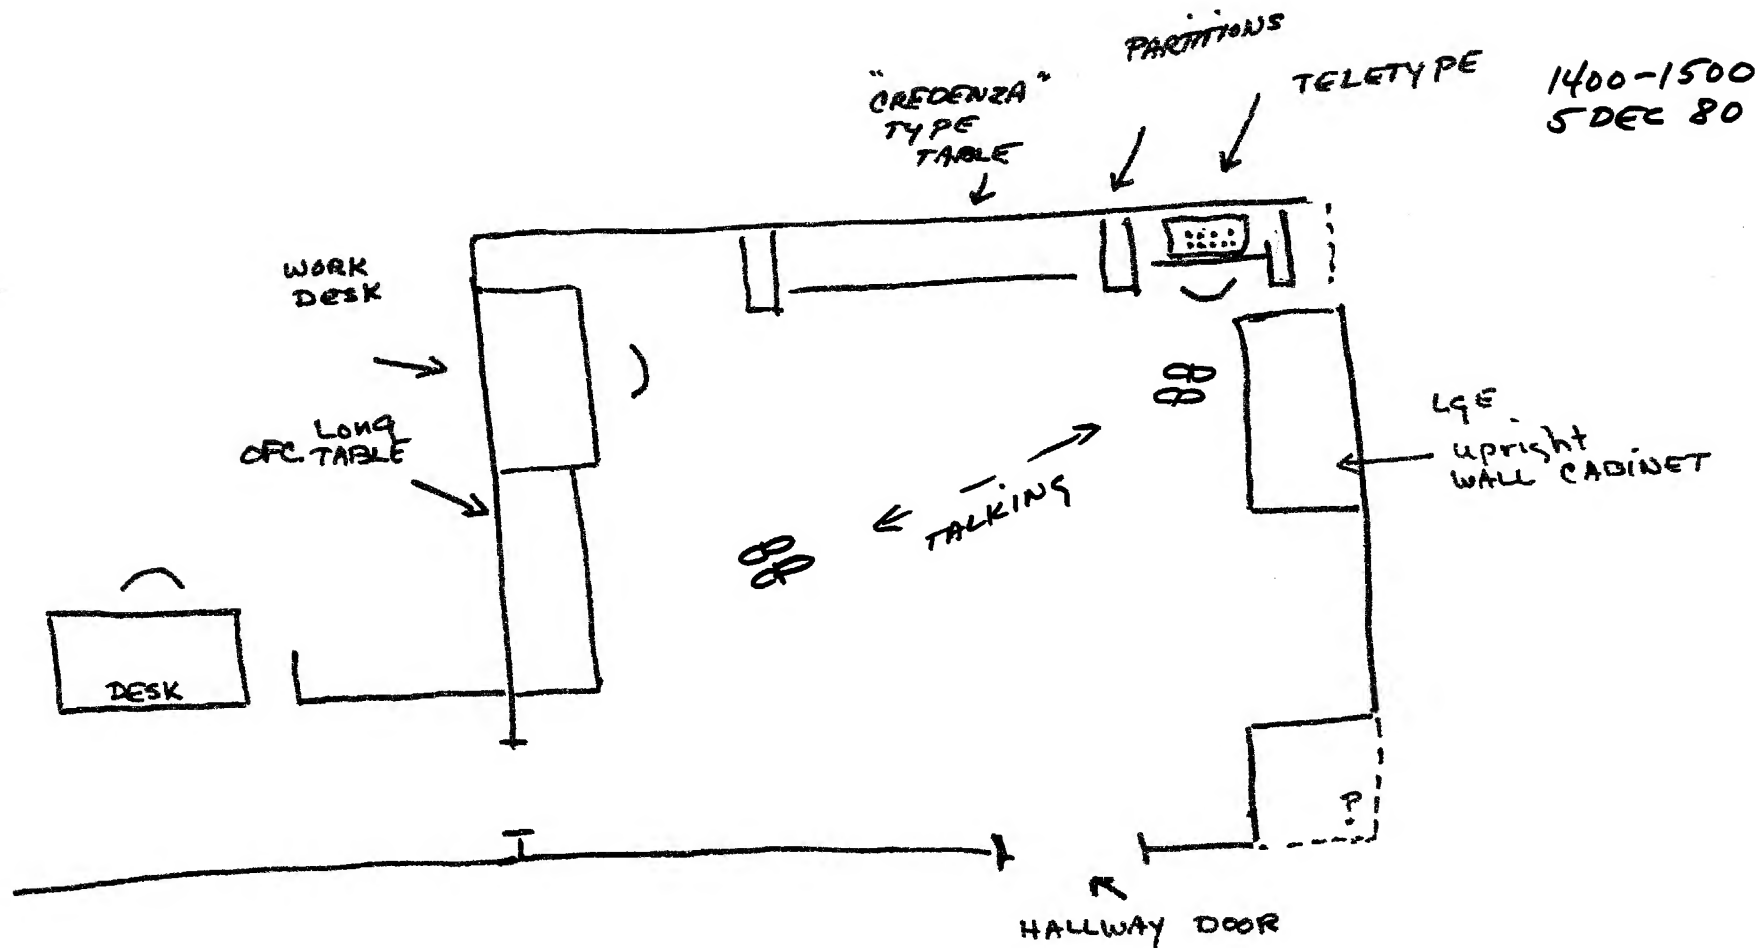 PARTITIONS
"CREDENZA"
TYPE
TABLE
TELETYPE
1400-1500
5 DEC 80
WORK
DESK
LONG
OFC. TABLE
LGE
upright
WALL CABINET
TALKING
DESK
?
HALLWAY DOOR